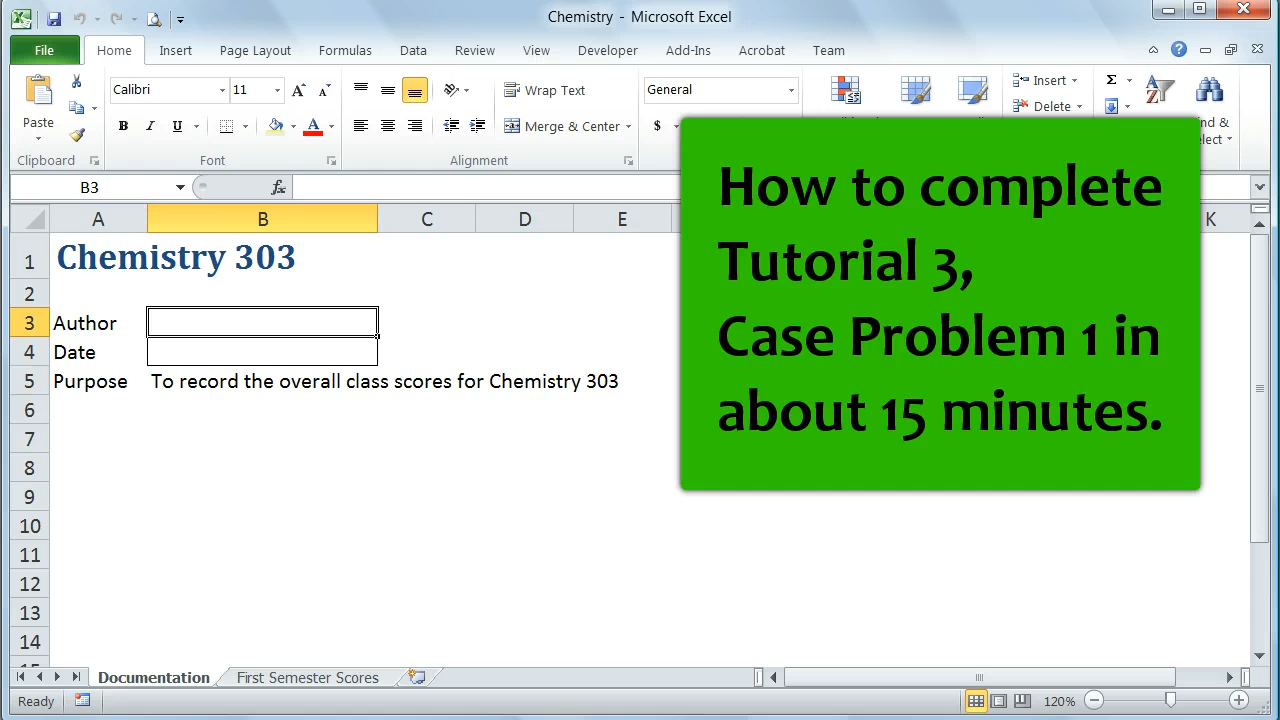 Chemistry - Microsoft Excel
File Home Insert Page Layout Formulas Data Review View Developer Add-Ins Acrobat Team
Calibri 11 Wrap Text General Insert
Delete
Paste B I U A Merge & Center $ & lect
Clipboard Font Alignment
B3 fx
A B C D E K
1 Chemistry 303
2
3 Author
4 Date
5 Purpose To record the overall class scores for Chemistry 303
6
7
8
9
10
11
12
13
14
How to complete
Tutorial 3,
Case Problem 1 in
about 15 minutes.
Documentation First Semester Scores
Ready 120%